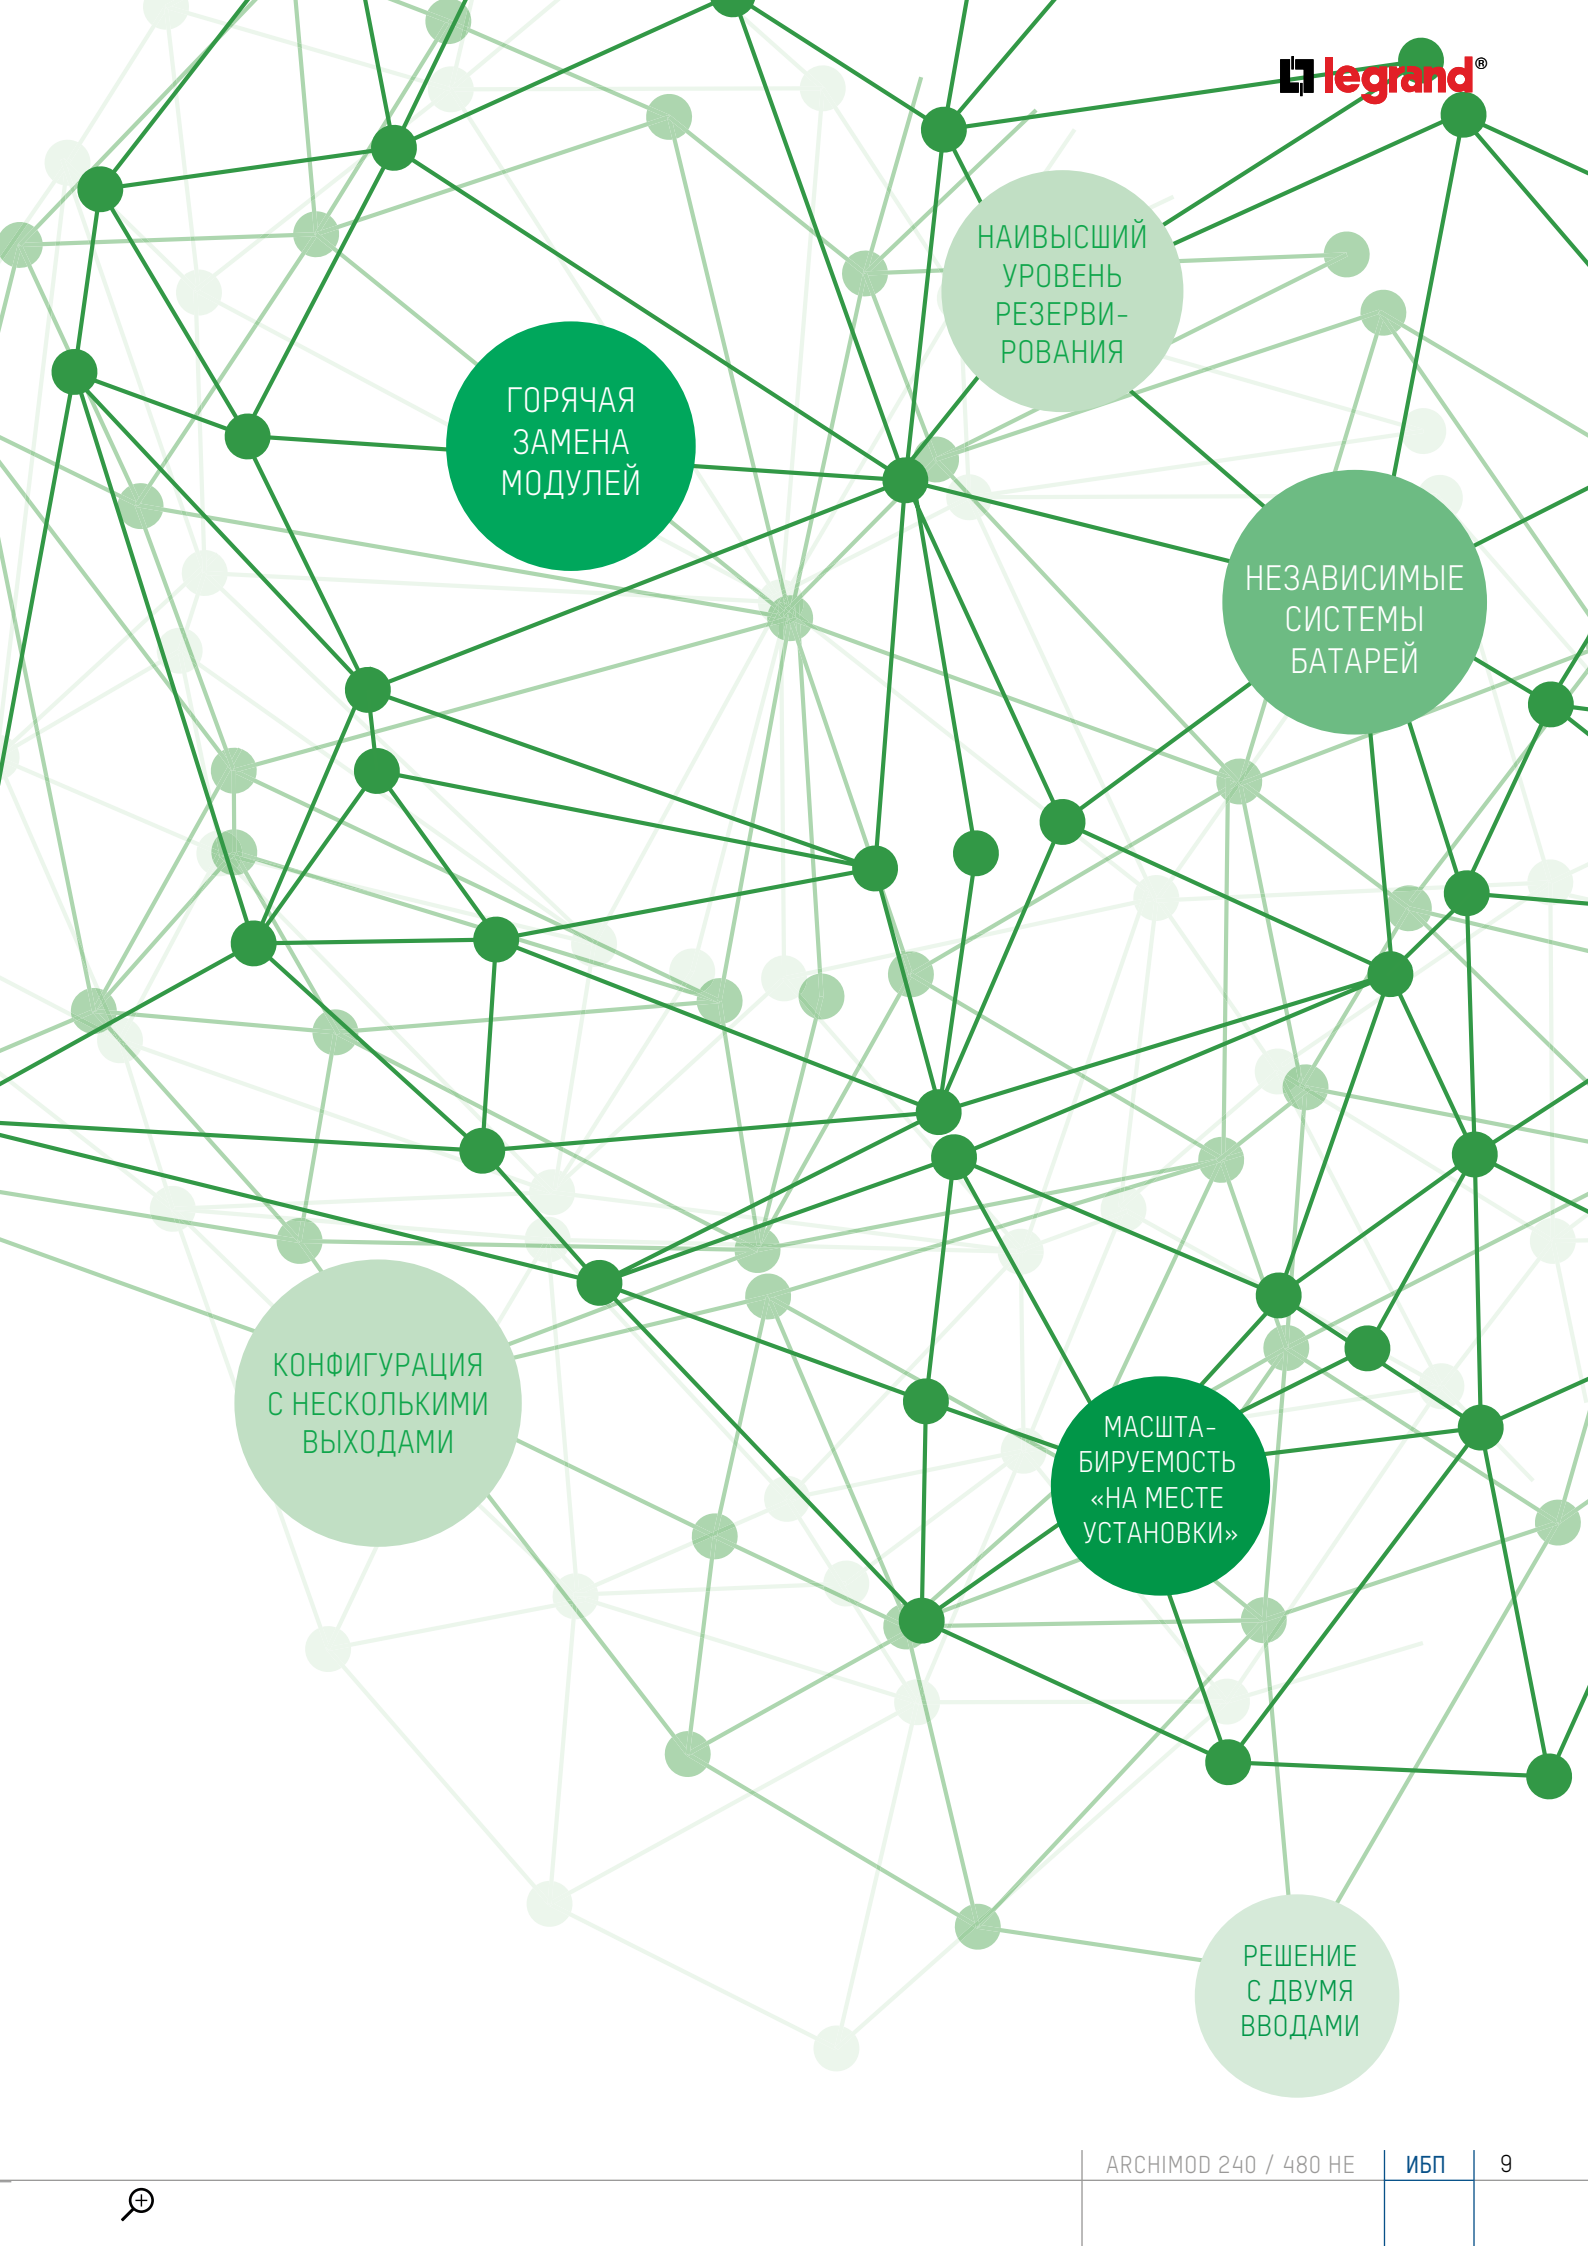 legrand®
НАИВЫСШИЙ
УРОВЕНЬ
РЕЗЕРВИ-
РОВАНИЯ
ГОРЯЧАЯ
ЗАМЕНА
МОДУЛЕЙ
НЕЗАВИСИМЫЕ
СИСТЕМЫ
БАТАРЕЙ
КОНФИГУРАЦИЯ
С НЕСКОЛЬКИМИ
ВЫХОДАМИ
МАСШТА-
БИРУЕМОСТЬ
«НА МЕСТЕ
УСТАНОВКИ»
РЕШЕНИЕ
С ДВУМЯ
ВВОДАМИ
ARCHIMOD 240 / 480 HE ИБП 9